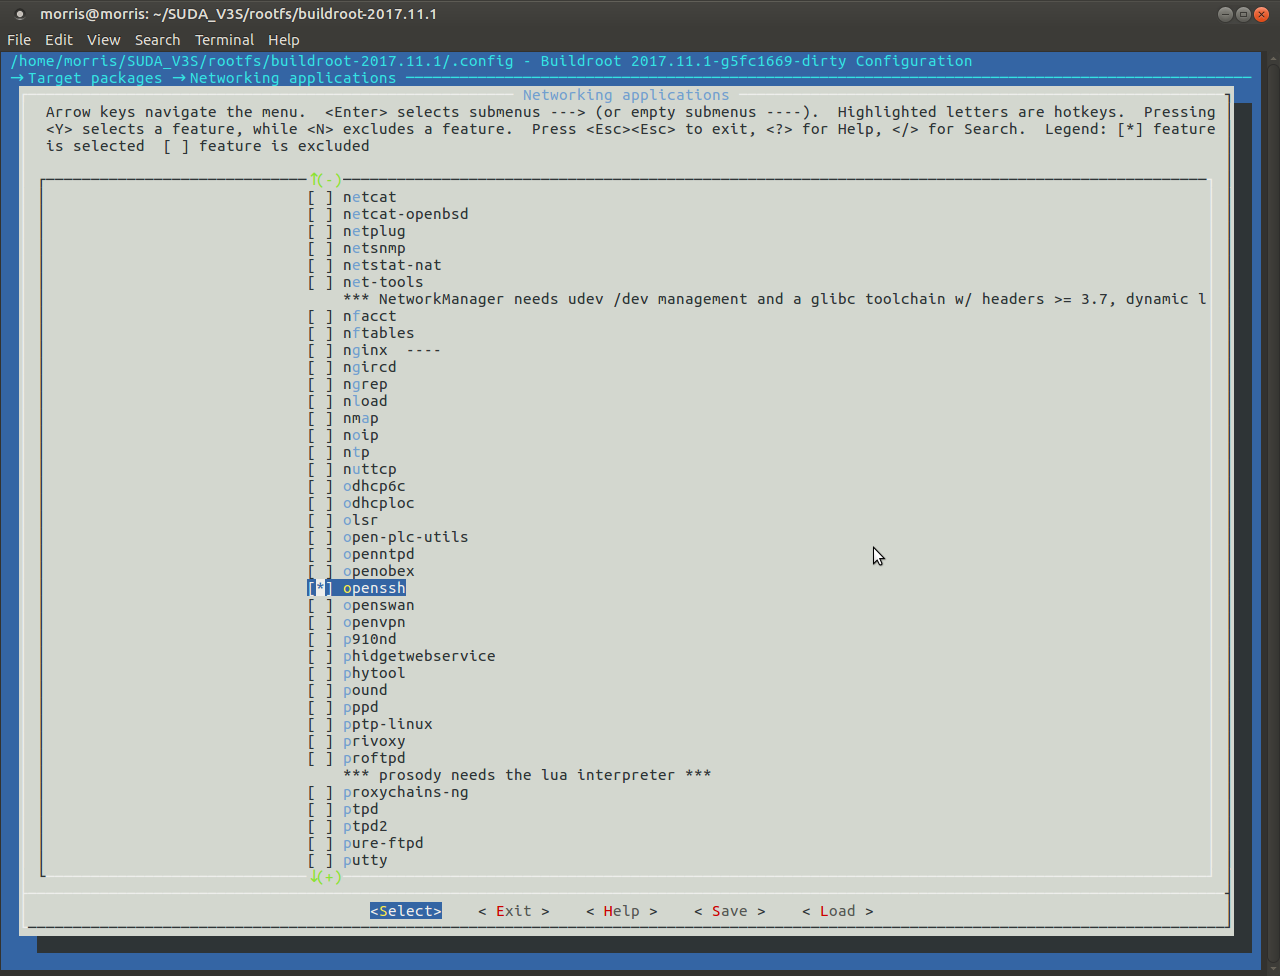 morris@morris: ~/SUDA_V3S/rootfs/buildroot-2017.11.1
File Edit View Search Terminal Help
/home/morris/SUDA_V3S/rootfs/buildroot-2017.11.1/.config - Buildroot 2017.11.1-g5fc1669-dirty Configuration
→ Target packages → Networking applications
Networking applications
Arrow keys navigate the menu.  <Enter> selects submenus ---> (or empty submenus ----).  Highlighted letters are hotkeys.  Pressing
<Y> selects a feature, while <N> excludes a feature.  Press <Esc><Esc> to exit, <?> for Help, </> for Search.  Legend: [*] feature
is selected  [ ] feature is excluded
↑(-)
[ ] netcat
[ ] netcat-openbsd
[ ] netplug
[ ] netsnmp
[ ] netstat-nat
[ ] net-tools
*** NetworkManager needs udev /dev management and a glibc toolchain w/ headers >= 3.7, dynamic l
[ ] nfacct
[ ] nftables
[ ] nginx  ----
[ ] ngircd
[ ] ngrep
[ ] nload
[ ] nmap
[ ] noip
[ ] ntp
[ ] nuttcp
[ ] odhcp6c
[ ] odhcploc
[ ] olsr
[ ] open-plc-utils
[ ] openntpd
[ ] openobex
[*] openssh
[ ] openswan
[ ] openvpn
[ ] p910nd
[ ] phidgetwebservice
[ ] phytool
[ ] pound
[ ] pppd
[ ] pptp-linux
[ ] privoxy
[ ] proftpd
*** prosody needs the lua interpreter ***
[ ] proxychains-ng
[ ] ptpd
[ ] ptpd2
[ ] pure-ftpd
[ ] putty
↓(+)
<Select>    < Exit >    < Help >    < Save >    < Load >